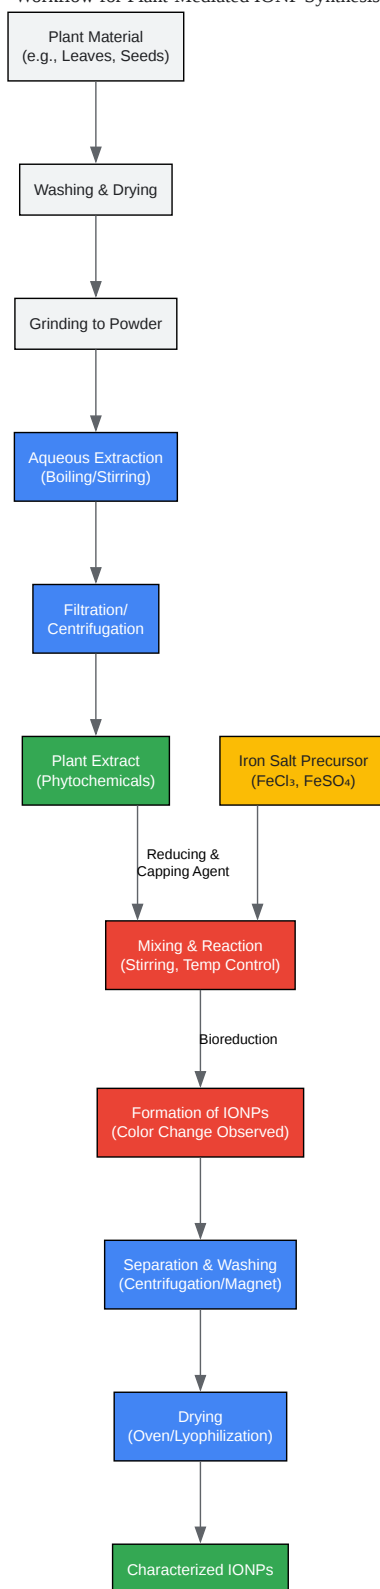 Workflow for Plant-Mediated IONP Synthesis
Plant Material
(e.g., Leaves, Seeds)
Washing & Drying
Grinding to Powder
Aqueous Extraction
(Boiling/Stirring)
Filtration/
Centrifugation
Plant Extract
(Phytochemicals)
Iron Salt Precursor
(FeCl₃, FeSO₄)
Reducing &
Capping Agent
Mixing & Reaction
(Stirring, Temp Control)
Bioreduction
Formation of IONPs
(Color Change Observed)
Separation & Washing
(Centrifugation/Magnet)
Drying
(Oven/Lyophilization)
Characterized IONPs